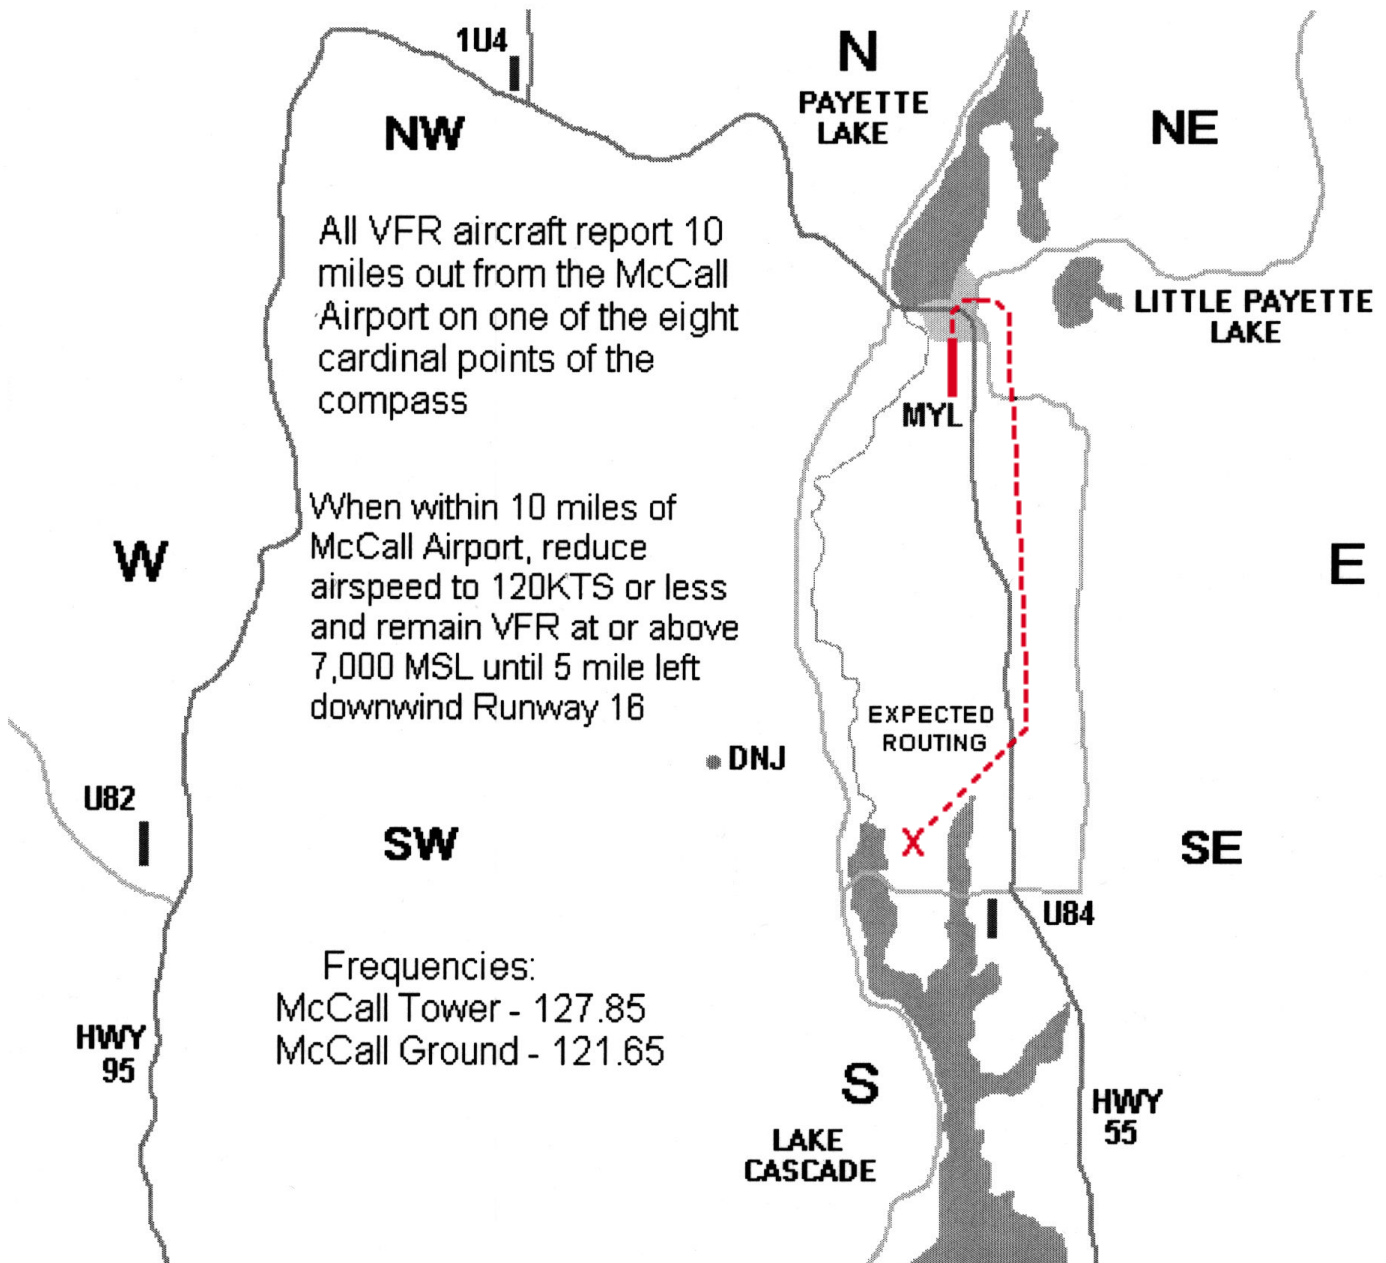 1U4
N
PAYETTE
LAKE
NW
NE
All VFR aircraft report 10
miles out from the McCall
Airport on one of the eight
cardinal points of the
compass
LITTLE PAYETTE
LAKE
MYL
When within 10 miles of
McCall Airport, reduce
airspeed to 120KTS or less
and remain VFR at or above
7,000 MSL until 5 mile left
downwind Runway 16
W
E
EXPECTED
ROUTING
DNJ
U82
SW
X
SE
U84
Frequencies:
McCall Tower - 127.85
McCall Ground - 121.65
HWY
95
S
LAKE
CASCADE
HWY
55